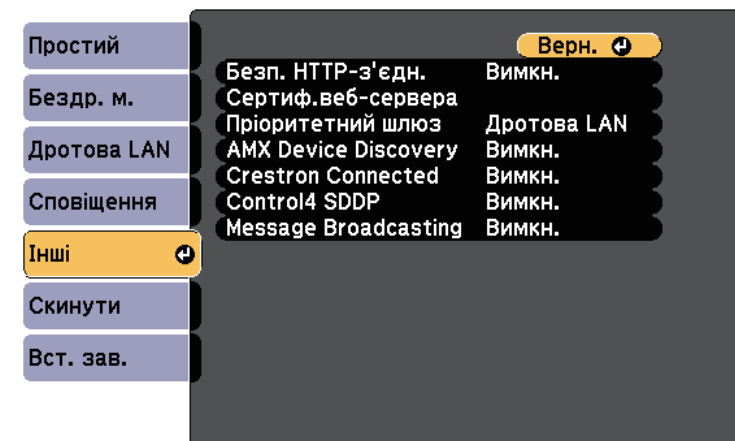 Простий
Бездр. м.
Дротова LAN
Сповіщення
Інші
Скинути
Вст. зав.
Верн.
Безп. HTTP-з'єдн. Вимкн.
Сертиф.веб-сервера
Пріоритетний шлюз Дротова LAN
AMX Device Discovery Вимкн.
Crestron Connected Вимкн.
Control4 SDDP Вимкн.
Message Broadcasting Вимкн.